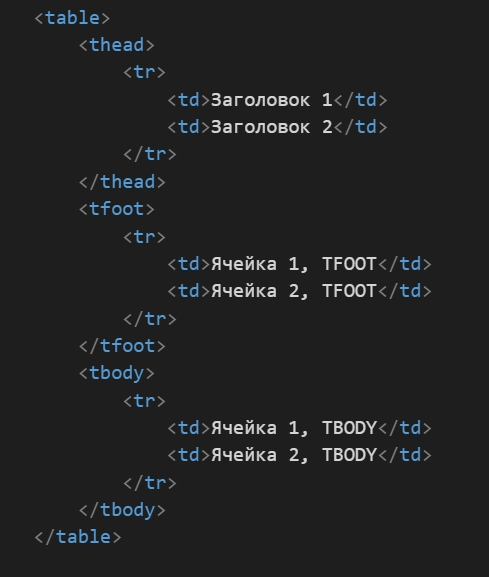 <table>
<thead>
<tr>
<td>Заголовок 1</td>
<td>Заголовок 2</td>
</tr>
</thead>
<tfoot>
<tr>
<td>Ячейка 1, TFOOT</td>
<td>Ячейка 2, TFOOT</td>
</tr>
</tfoot>
<tbody>
<tr>
<td>Ячейка 1, TBODY</td>
<td>Ячейка 2, TBODY</td>
</tr>
</tbody>
</table>